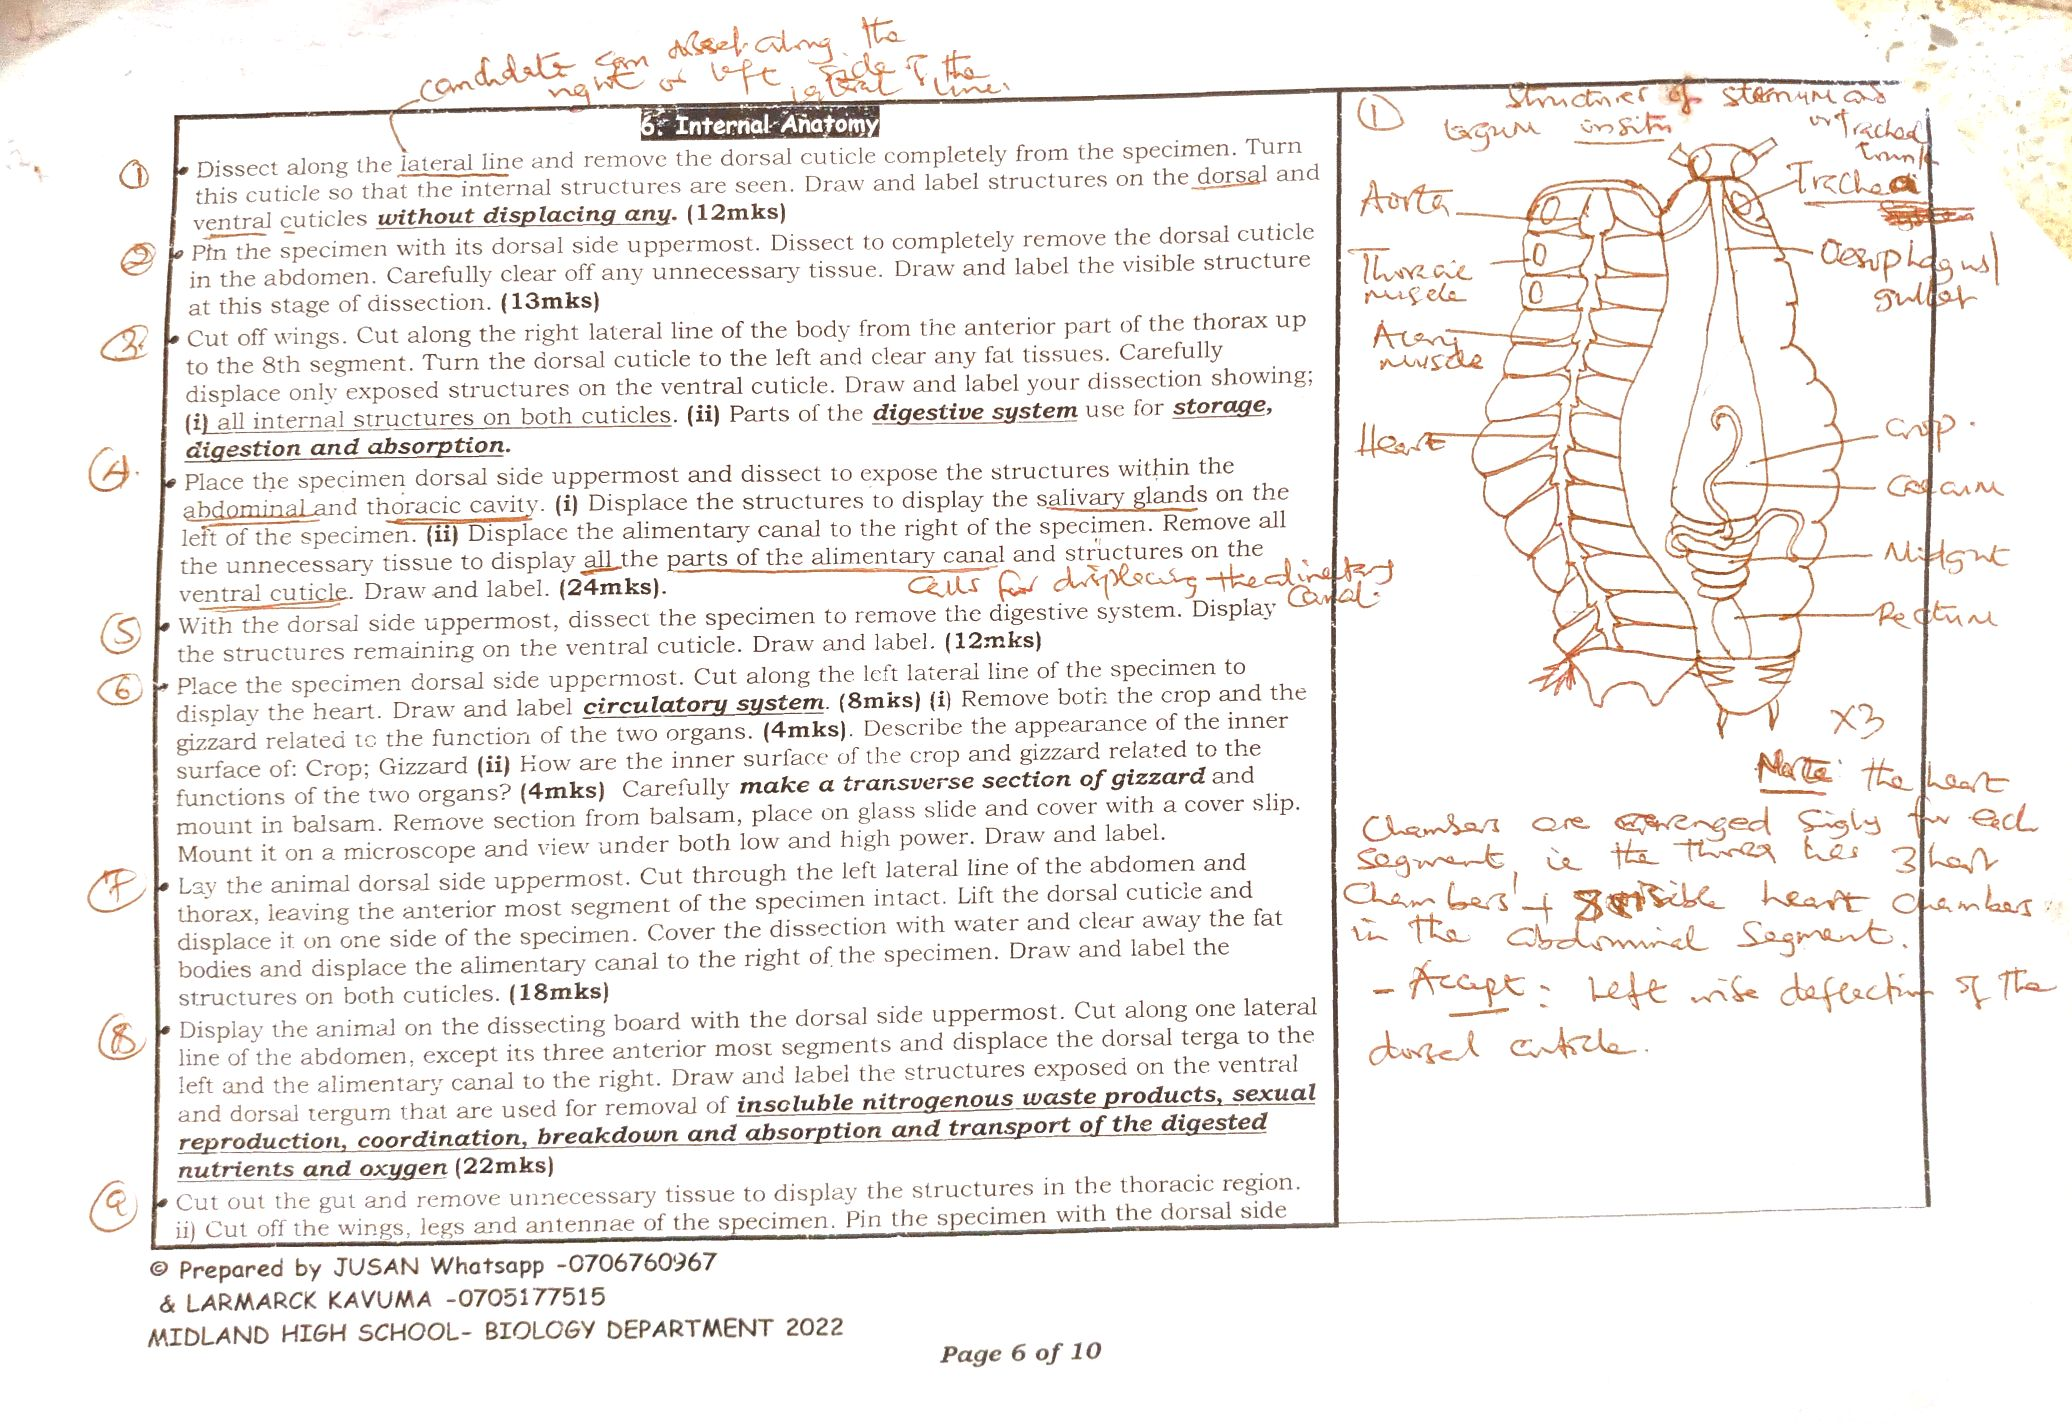 candidate can dissect along the
right or left side of the
lateral line.
6. Internal Anatomy
① • Dissect along the lateral line and remove the dorsal cuticle completely from the specimen. Turn
this cuticle so that the internal structures are seen. Draw and label structures on the dorsal and
ventral cuticles without displacing any. (12mks)
② • Pin the specimen with its dorsal side uppermost. Dissect to completely remove the dorsal cuticle
in the abdomen. Carefully clear off any unnecessary tissue. Draw and label the visible structure
at this stage of dissection. (13mks)
③ • Cut off wings. Cut along the right lateral line of the body from the anterior part of the thorax up
to the 8th segment. Turn the dorsal cuticle to the left and clear any fat tissues. Carefully
displace only exposed structures on the ventral cuticle. Draw and label your dissection showing;
(i) all internal structures on both cuticles. (ii) Parts of the digestive system use for storage,
digestion and absorption.
④ • Place the specimen dorsal side uppermost and dissect to expose the structures within the
abdominal and thoracic cavity. (i) Displace the structures to display the salivary glands on the
left of the specimen. (ii) Displace the alimentary canal to the right of the specimen. Remove all
the unnecessary tissue to display all the parts of the alimentary canal and structures on the
ventral cuticle. Draw and label. (24mks).
calls for displacing the alimentary
canal.
⑤ • With the dorsal side uppermost, dissect the specimen to remove the digestive system. Display
the structures remaining on the ventral cuticle. Draw and label. (12mks)
⑥ • Place the specimen dorsal side uppermost. Cut along the left lateral line of the specimen to
display the heart. Draw and label circulatory system. (8mks) (i) Remove both the crop and the
gizzard related to the function of the two organs. (4mks). Describe the appearance of the inner
surface of: Crop; Gizzard (ii) How are the inner surface of the crop and gizzard related to the
functions of the two organs? (4mks) Carefully make a transverse section of gizzard and
mount in balsam. Remove section from balsam, place on glass slide and cover with a cover slip.
Mount it on a microscope and view under both low and high power. Draw and label.
⑦ • Lay the animal dorsal side uppermost. Cut through the left lateral line of the abdomen and
thorax, leaving the anterior most segment of the specimen intact. Lift the dorsal cuticle and
displace it on one side of the specimen. Cover the dissection with water and clear away the fat
bodies and displace the alimentary canal to the right of the specimen. Draw and label the
structures on both cuticles. (18mks)
⑧ • Display the animal on the dissecting board with the dorsal side uppermost. Cut along one lateral
line of the abdomen, except its three anterior most segments and displace the dorsal terga to the
left and the alimentary canal to the right. Draw and label the structures exposed on the ventral
and dorsal tergum that are used for removal of inscluble nitrogenous waste products, sexual
reproduction, coordination, breakdown and absorption and transport of the digested
nutrients and oxygen (22mks)
⑨ • Cut out the gut and remove unnecessary tissue to display the structures in the thoracic region.
ii) Cut off the wings, legs and antennae of the specimen. Pin the specimen with the dorsal side
① Structures of sternum and
tergum insitu
or Tracheal
trunk
Trachea
Aorta
Oesophagus/
gullet
Thoracic
muscle
Alary
muscle
Heart
Crop.
Caecum
Midgut
Rectum
X3
Note: the heart
Chambers are arrenged Sigly for each
Segment, ie the thorax has 3 heart
Chambers + 8 visible heart chambers
in the abdominal Segment.
- Accept: Left wise deflection of the
dorsal cuticle.
© Prepared by JUSAN Whatsapp -0706760967
& LARMARCK KAVUMA -0705177515
MIDLAND HIGH SCHOOL- BIOLOGY DEPARTMENT 2022
Page 6 of 10